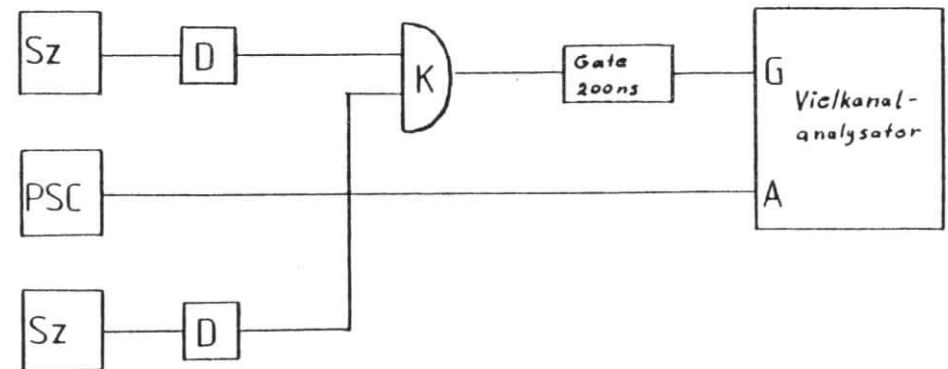 Sz
D
K
Gate
200ns
G
Vielkanal-
analysator
PSC
A
Sz
D